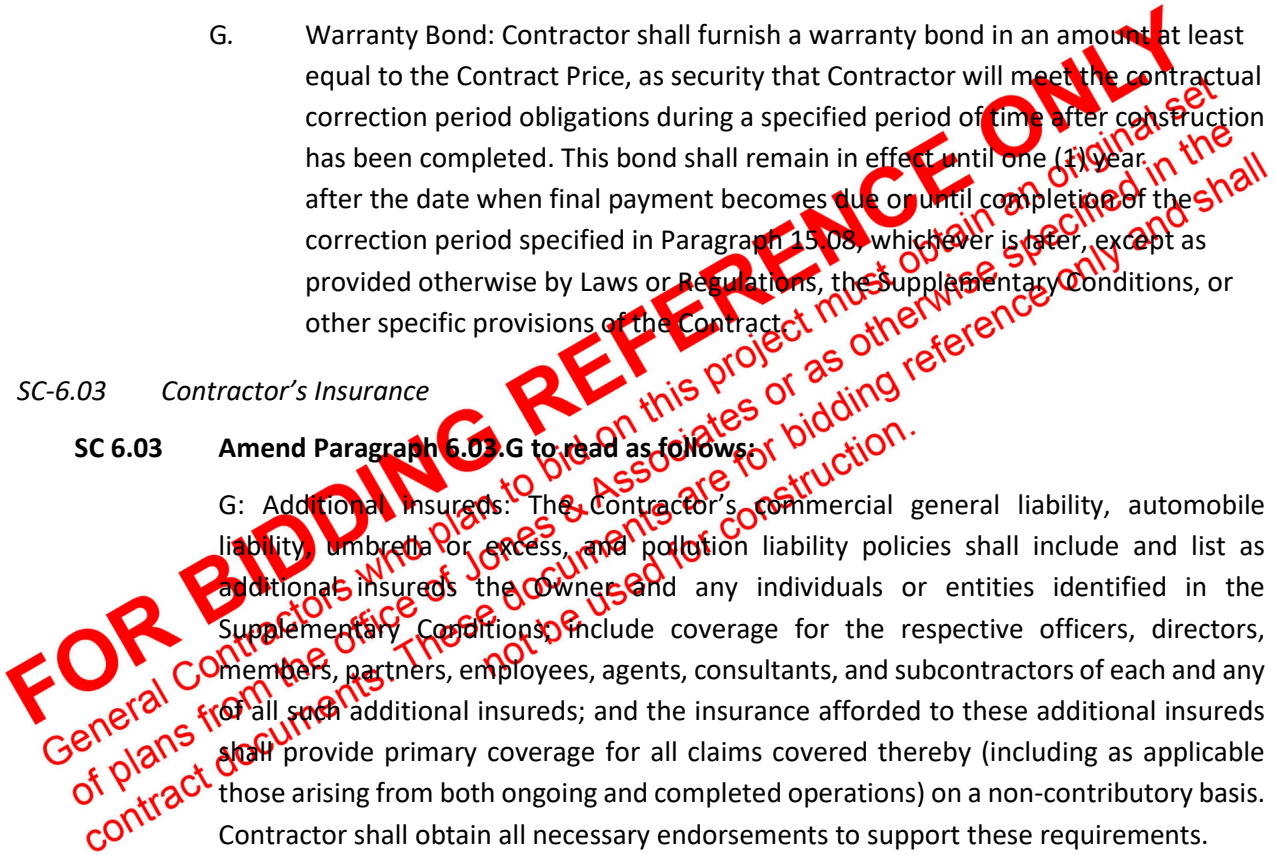 G. Warranty Bond: Contractor shall furnish a warranty bond in an amount at least
equal to the Contract Price, as security that Contractor will meet the contractual
correction period obligations during a specified period of time after construction
has been completed. This bond shall remain in effect until one (1) year
after the date when final payment becomes due or until completion of the
correction period specified in Paragraph 15.08, whichever is later, except as
provided otherwise by Laws or Regulations, the Supplementary Conditions, or
other specific provisions of the Contract.
SC-6.03 Contractor’s Insurance
SC 6.03 Amend Paragraph 6.03.G to read as follows:
G: Additional insureds: The Contractor’s commercial general liability, automobile
liability, umbrella or excess, and pollution liability policies shall include and list as
additional insureds the Owner and any individuals or entities identified in the
Supplementary Conditions; include coverage for the respective officers, directors,
members, partners, employees, agents, consultants, and subcontractors of each and any
of all such additional insureds; and the insurance afforded to these additional insureds
shall provide primary coverage for all claims covered thereby (including as applicable
those arising from both ongoing and completed operations) on a non-contributory basis.
Contractor shall obtain all necessary endorsements to support these requirements.
FOR BIDDING REFERENCE ONLY
General Contractors who plan to bid on this project must obtain an original set
of plans from the office of Jones & Associates or as otherwise specified in the
contract documents. These documents are for bidding reference only and shall
not be used for construction.